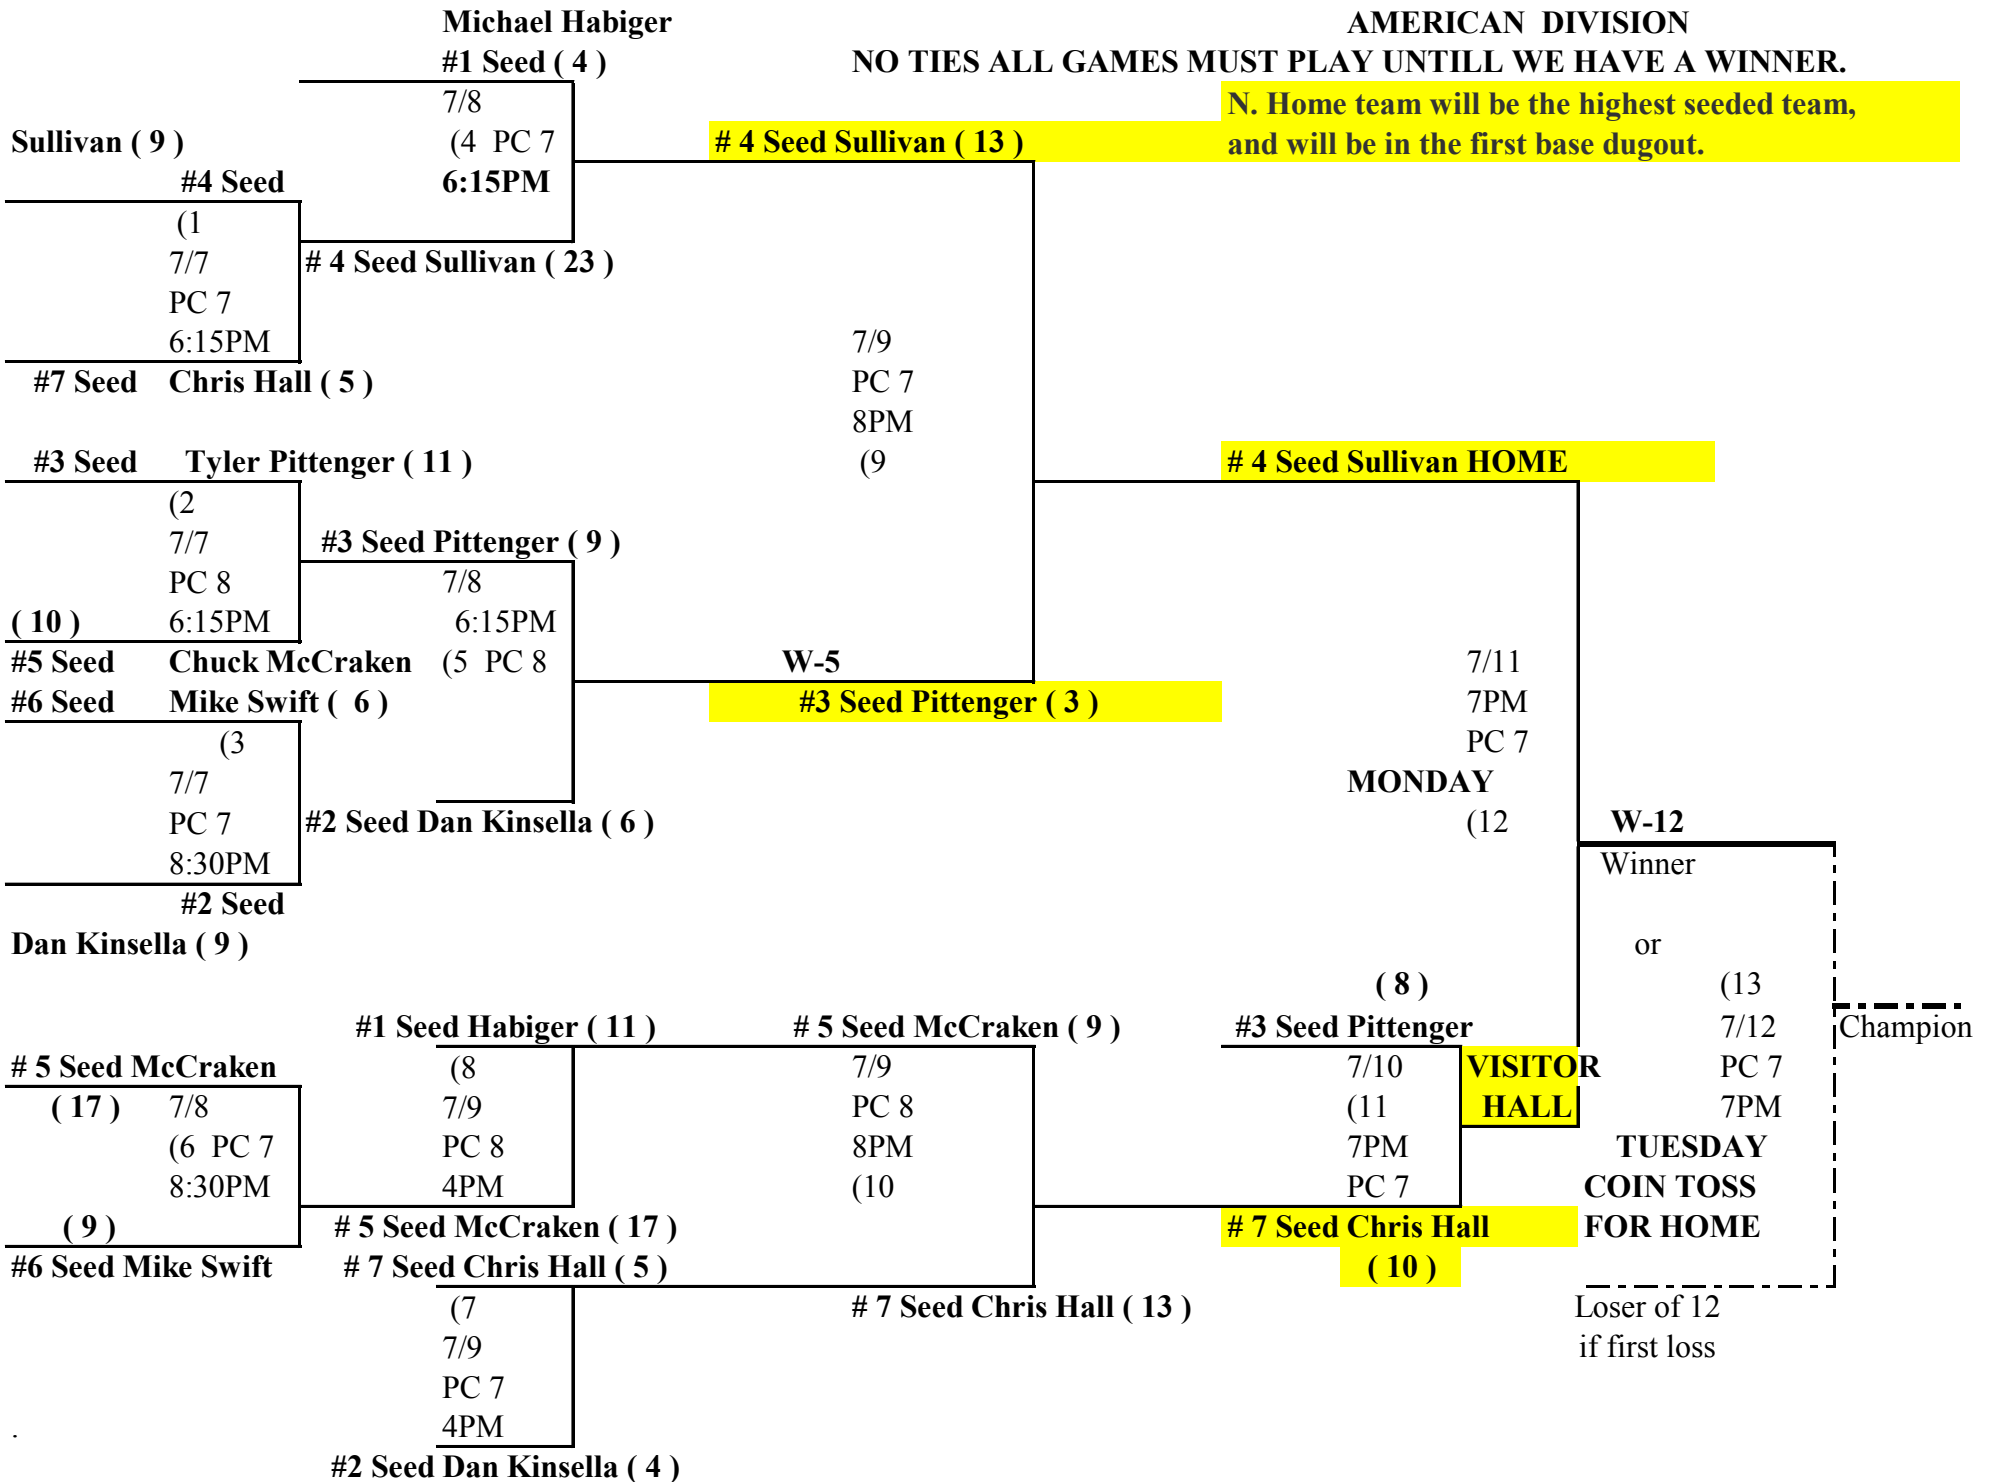 Michael Habiger
AMERICAN DIVISION
#1 Seed ( 4 )
NO TIES ALL GAMES MUST PLAY UNTILL WE HAVE A WINNER.
7/8
N. Home team will be the highest seeded team,
Sullivan ( 9 )
(4 PC 7
# 4 Seed Sullivan ( 13 )
and will be in the first base dugout.
#4 Seed
6:15PM
(1
7/7
# 4 Seed Sullivan ( 23 )
PC 7
6:15PM
7/9
#7 Seed Chris Hall ( 5 )
PC 7
8PM
#3 Seed Tyler Pittenger ( 11 )
(9
# 4 Seed Sullivan HOME
(2
7/7
#3 Seed Pittenger ( 9 )
PC 8
7/8
( 10 )
6:15PM
6:15PM
#5 Seed Chuck McCraken
(5 PC 8
W-5
7/11
#6 Seed Mike Swift ( 6 )
#3 Seed Pittenger ( 3 )
7PM
(3
PC 7
7/7
MONDAY
PC 7
#2 Seed Dan Kinsella ( 6 )
(12
W-12
8:30PM
Winner
#2 Seed
Dan Kinsella ( 9 )
or
( 8 )
(13
#1 Seed Habiger ( 11 )
# 5 Seed McCraken ( 9 )
#3 Seed Pittenger
7/12
Champion
# 5 Seed McCraken
(8
7/9
7/10
VISITOR
PC 7
( 17 )
7/8
7/9
PC 8
(11
HALL
7PM
(6 PC 7
PC 8
8PM
7PM
TUESDAY
8:30PM
4PM
(10
PC 7
COIN TOSS
( 9 )
# 5 Seed McCraken ( 17 )
# 7 Seed Chris Hall
FOR HOME
#6 Seed Mike Swift
# 7 Seed Chris Hall ( 5 )
( 10 )
(7
# 7 Seed Chris Hall ( 13 )
Loser of 12
7/9
if first loss
PC 7
.
4PM
#2 Seed Dan Kinsella ( 4 )